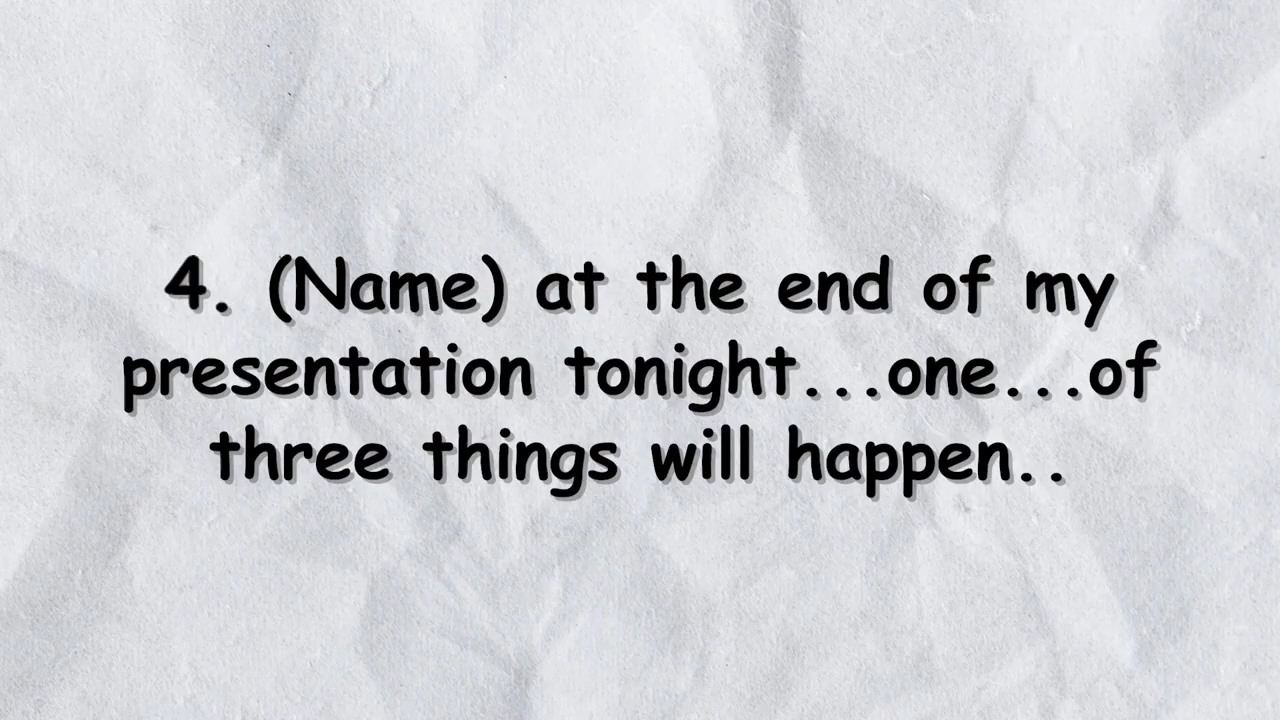 4. (Name) at the end of my
presentation tonight...one...of
three things will happen..